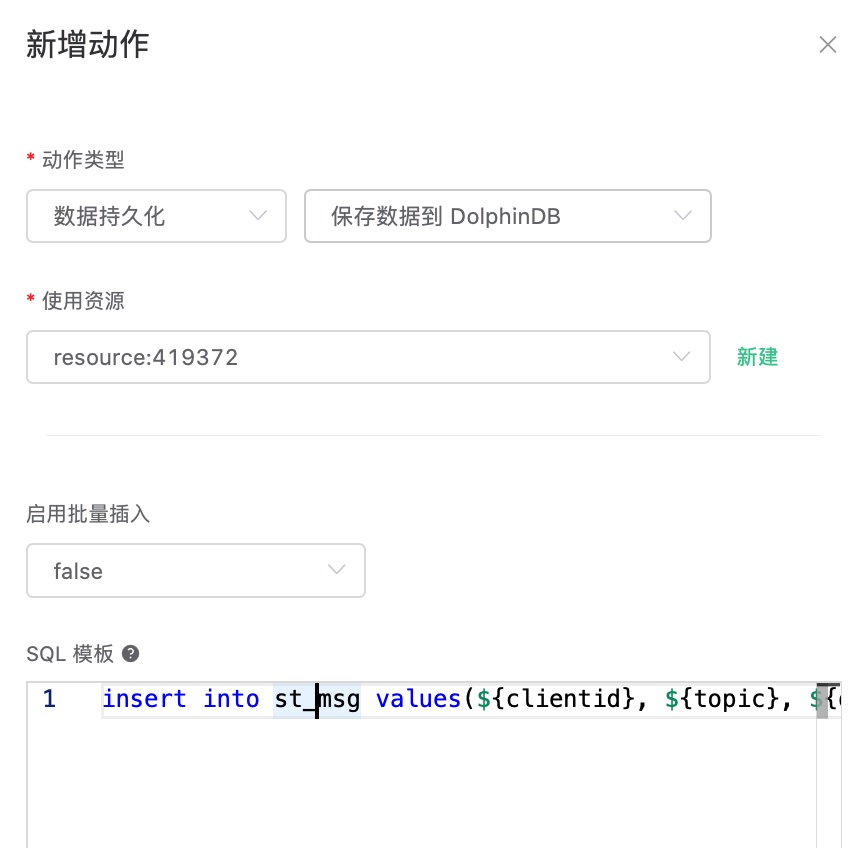 新增动作
* 动作类型
数据持久化 保存数据到 DolphinDB
* 使用资源
resource:419372 新建
启用批量插入
false
SQL 模板 ?
1 insert into st_msg values(${clientid}, ${topic}, ${